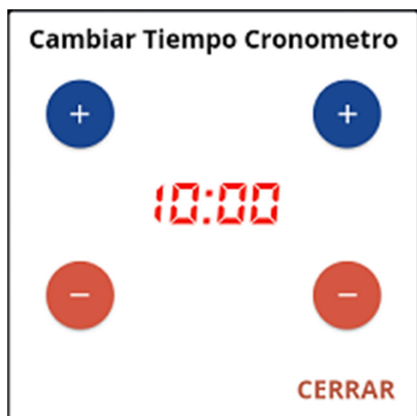 Cambiar Tiempo Cronometro
+ +
10:00
− −
CERRAR